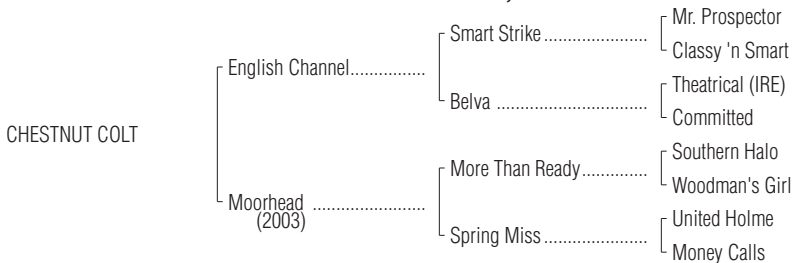 Mr. Prospector
Smart Strike.......................
Classy 'n Smart
English Channel................
Theatrical (IRE)
Belva .................................
Committed
CHESTNUT COLT
Southern Halo
More Than Ready..............
Woodman's Girl
Moorhead ........................
(2003)
United Holme
Spring Miss.......................
Money Calls